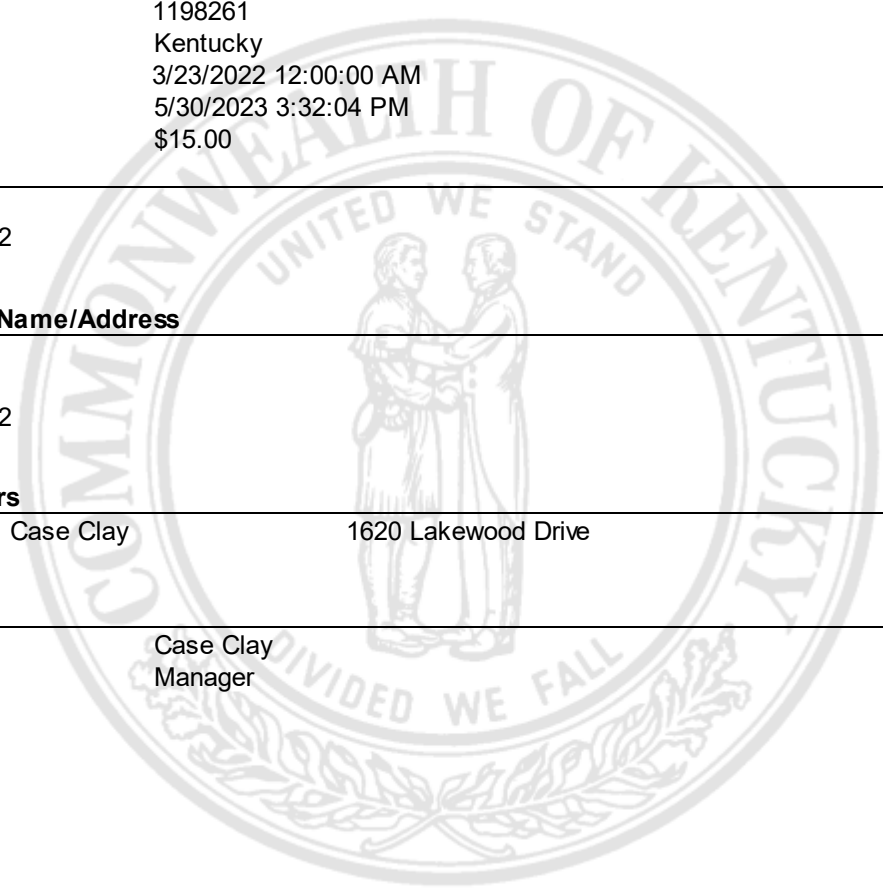 1198261
Kentucky
3/23/2022 12:00:00 AM
5/30/2023 3:32:04 PM
$15.00
2
Name/Address
2
rs
Case Clay 1620 Lakewood Drive
Case Clay
Manager
COMMONWEALTH OF KENTUCKY
UNITED WE STAND
DIVIDED WE FALL